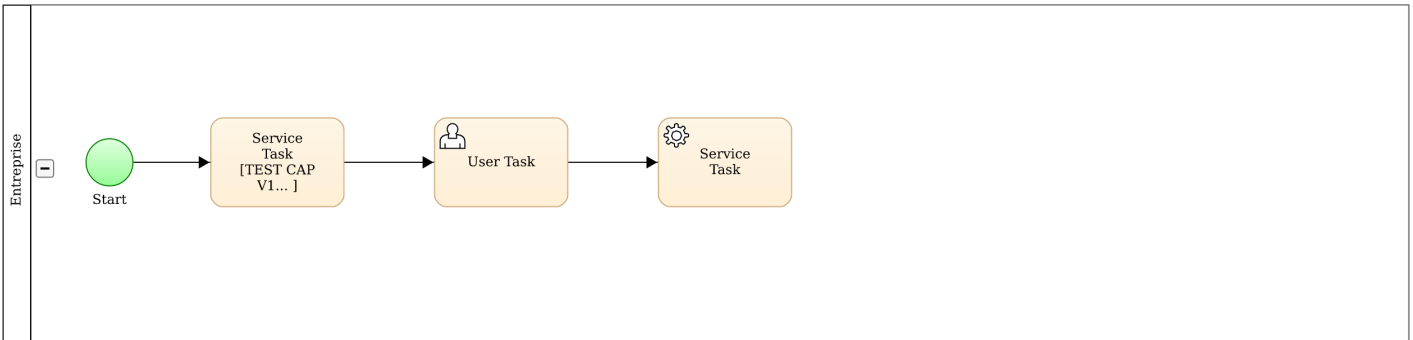 Entreprise
Start
Service
Task
[TEST CAP
V1... ]
User Task
Service
Task